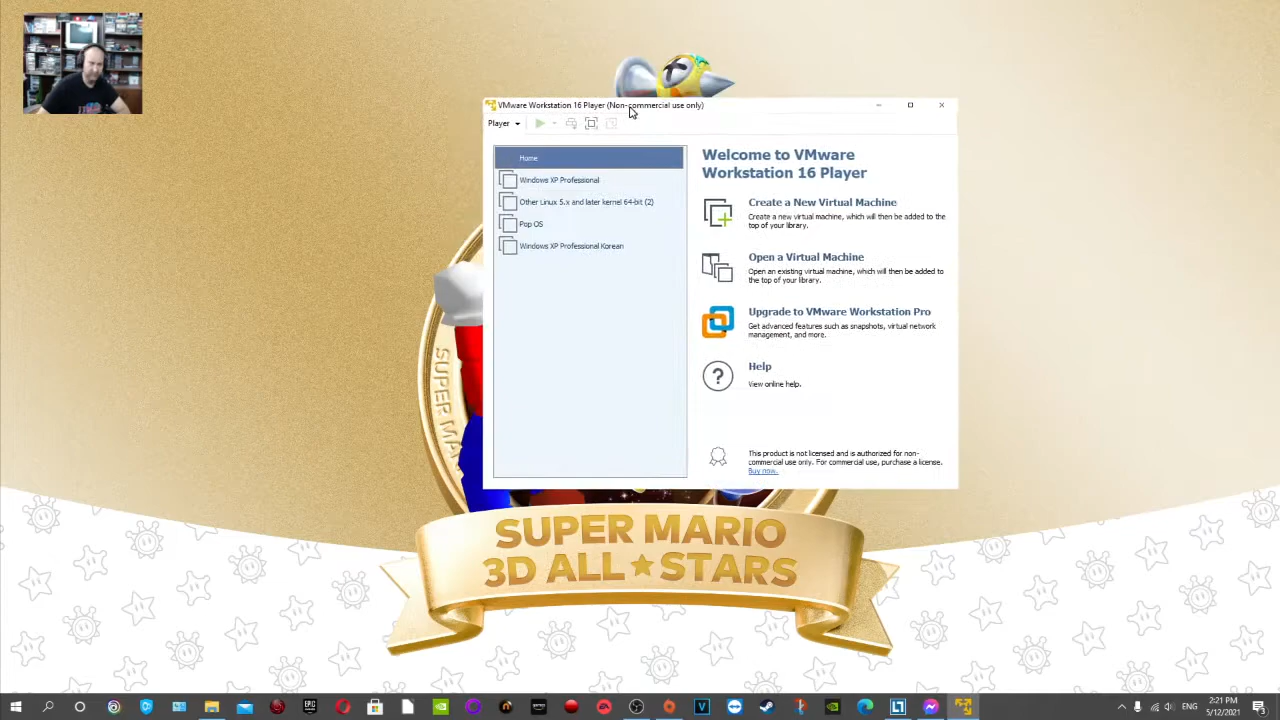 VMware Workstation 16 Player (Non-commercial use only)
Player
Home
Windows XP Professional
Other Linux 5.x and later kernel 64-bit (2)
Pop OS
Windows XP Professional Korean
Welcome to VMware
Workstation 16 Player
Create a New Virtual Machine
Create a new virtual machine, which will then be added to the
top of your library.
Open a Virtual Machine
Open an existing virtual machine, which will then be added to
the top of your library.
Upgrade to VMware Workstation Pro
Get advanced features such as snapshots, virtual network
management, and more.
? Help
View online help.
This product is not licensed and is authorized for non-
commercial use only. For commercial use, purchase a license.
Buy now.
SUPER MA
SUPER MARIO
3D ALL★STARS
EPIC
EA
V
ENG
2:21 PM
5/12/2021